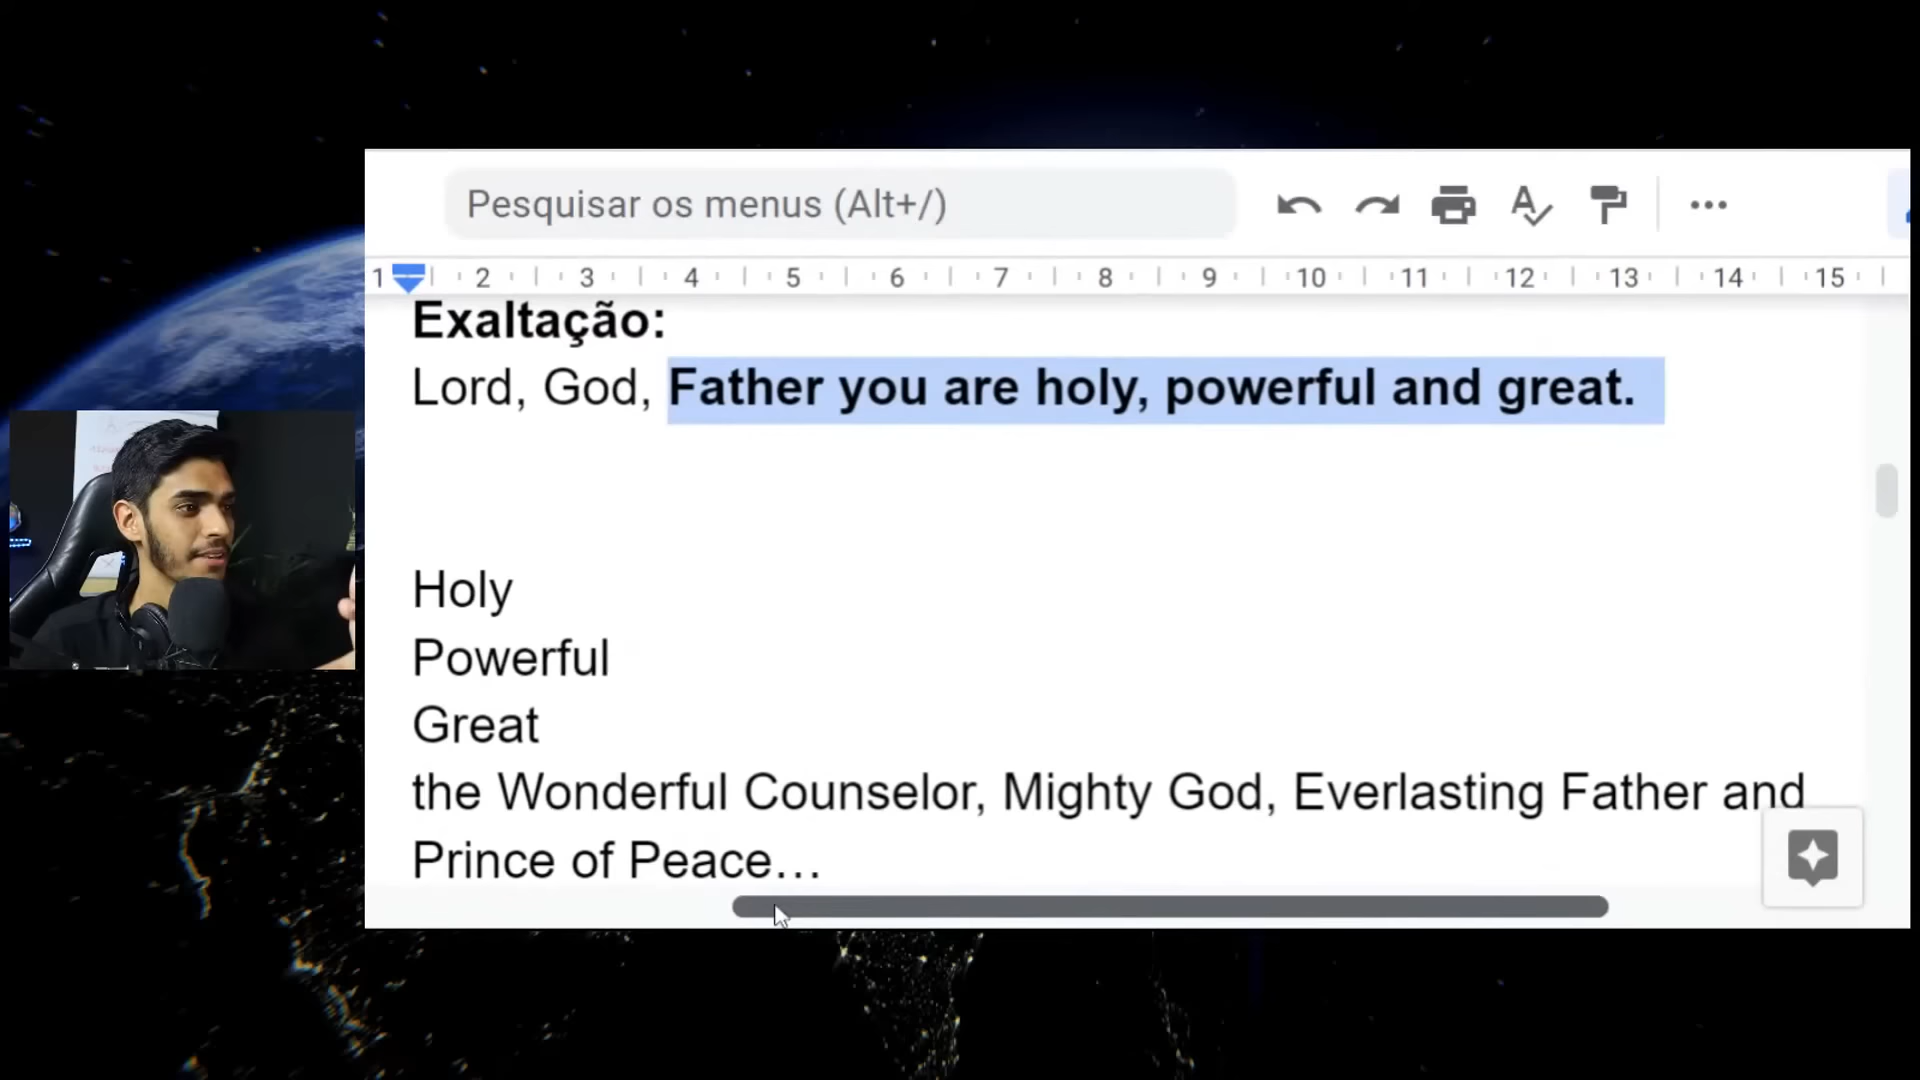 Pesquisar os menus (Alt+/)
1 2 3 4 5 6 7 8 9 10 11 12 13 14 15
Exaltação:
Lord, God, Father you are holy, powerful and great.
Holy
Powerful
Great
the Wonderful Counselor, Mighty God, Everlasting Father and
Prince of Peace…